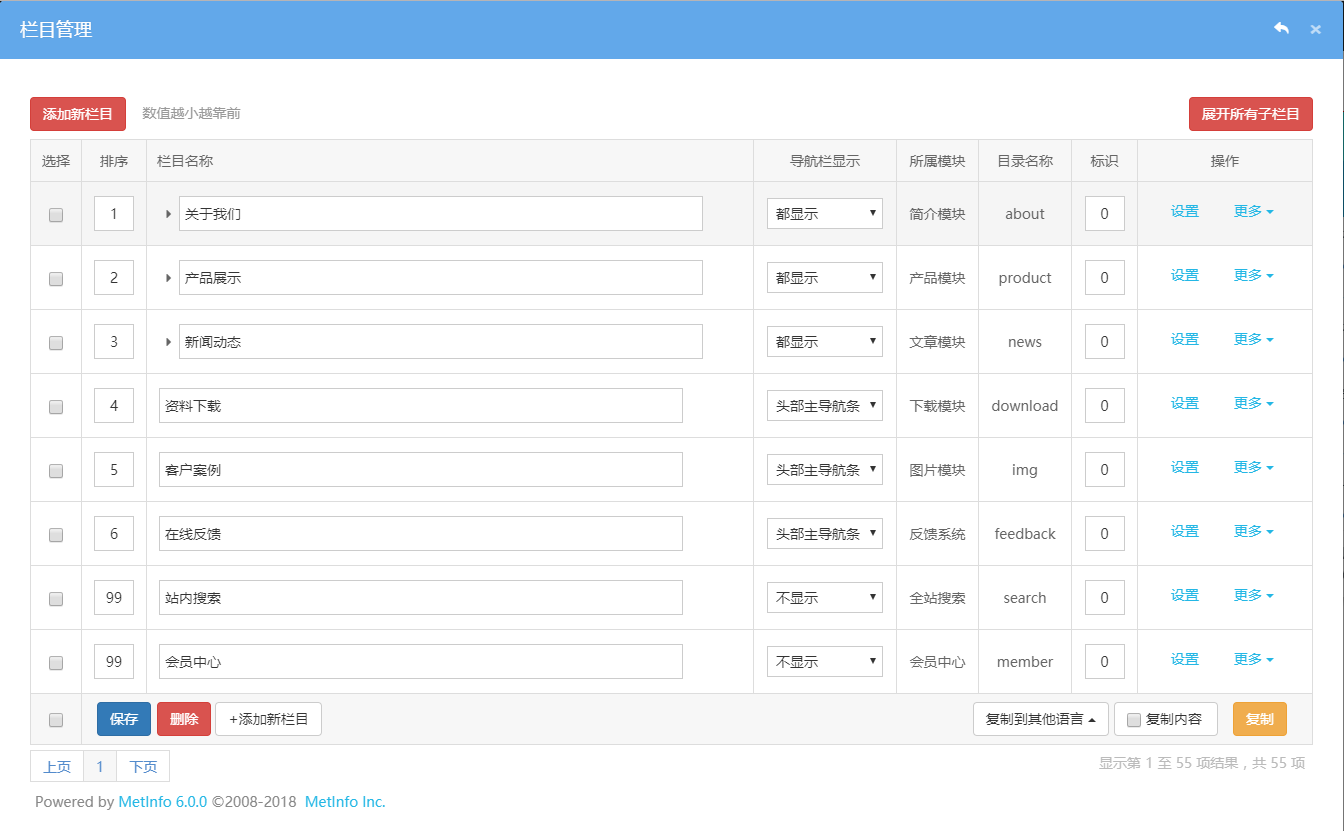 栏目管理
添加新栏目 数值越小越靠前 展开所有子栏目
选择 排序 栏目名称 导航栏显示 所属模块 目录名称 标识 操作
1 关于我们 都显示 简介模块 about 0 设置 更多
2 产品展示 都显示 产品模块 product 0 设置 更多
3 新闻动态 都显示 文章模块 news 0 设置 更多
4 资料下载 头部主导航条 下载模块 download 0 设置 更多
5 客户案例 头部主导航条 图片模块 img 0 设置 更多
6 在线反馈 头部主导航条 反馈系统 feedback 0 设置 更多
99 站内搜索 不显示 全站搜索 search 0 设置 更多
99 会员中心 不显示 会员中心 member 0 设置 更多
保存 删除 +添加新栏目 复制到其他语言 复制内容 复制
上页 1 下页 显示第 1 至 55 项结果，共 55 项
Powered by MetInfo 6.0.0 ©2008-2018 MetInfo Inc.